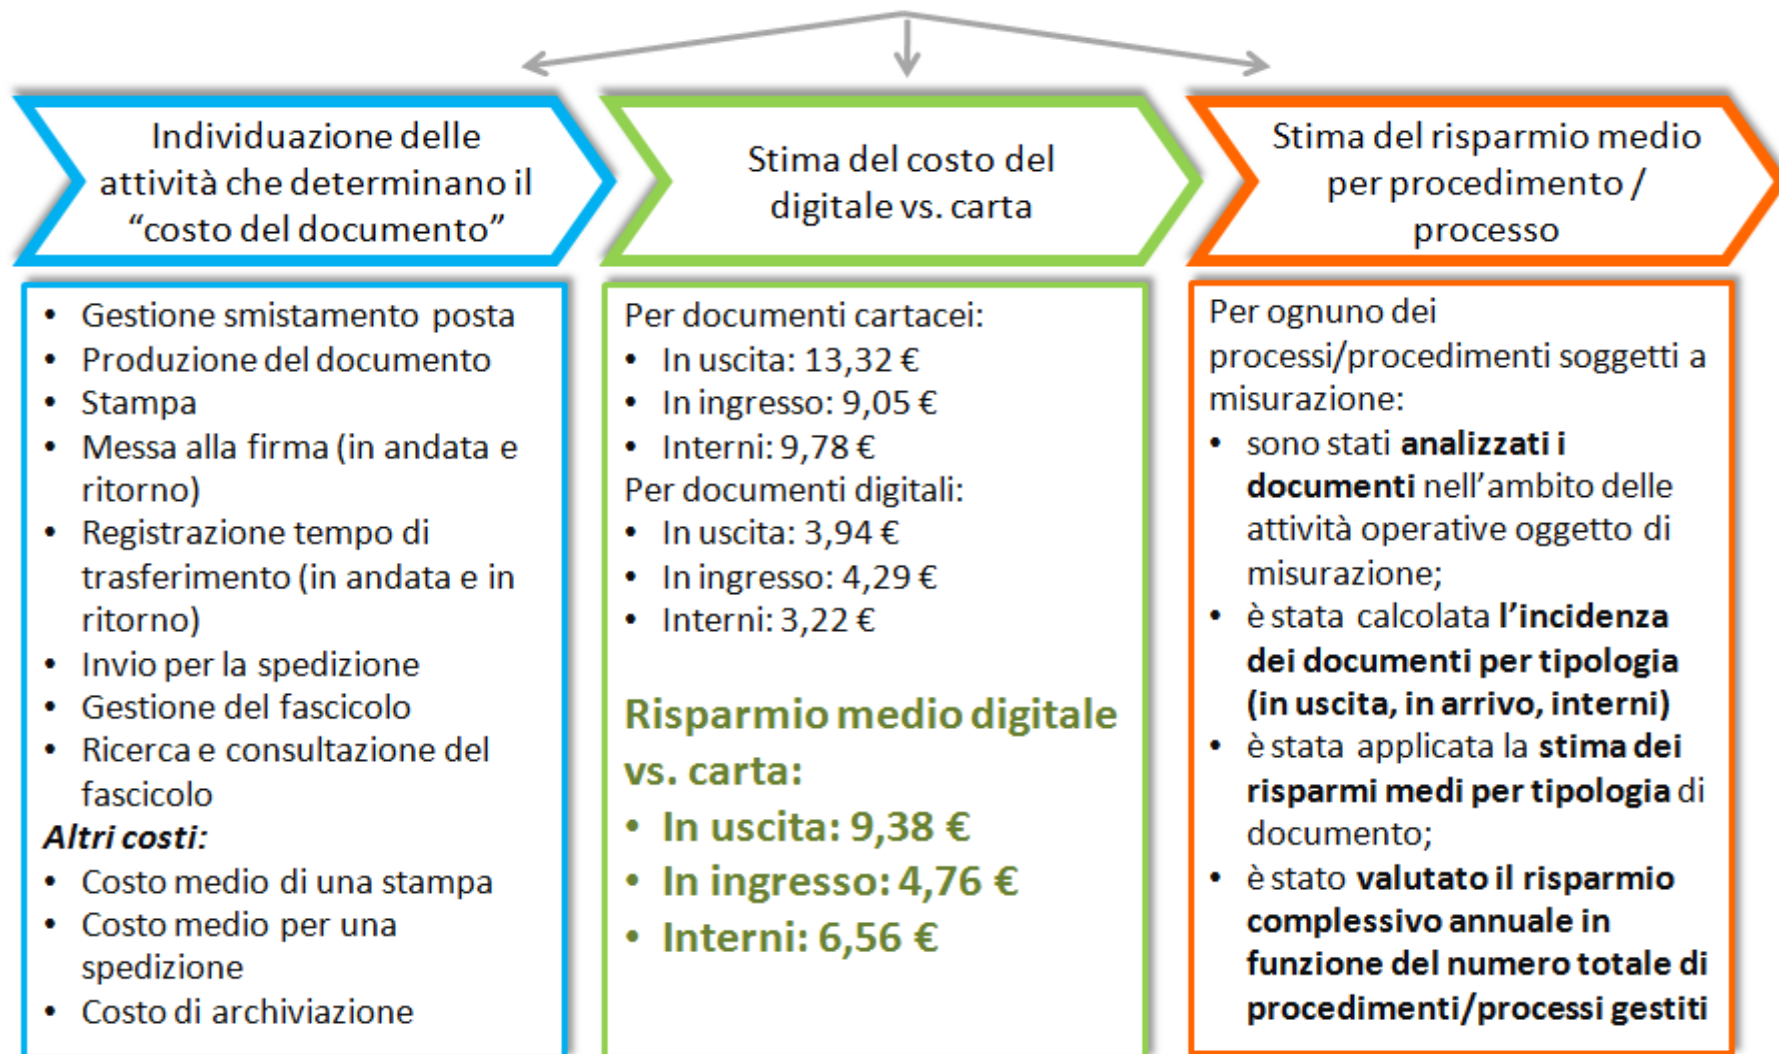 Individuazione delle
attività che determinano il
“costo del documento”
• Gestione smistamento posta
• Produzione del documento
• Stampa
• Messa alla firma (in andata e
ritorno)
• Registrazione tempo di
trasferimento (in andata e in
ritorno)
• Invio per la spedizione
• Gestione del fascicolo
• Ricerca e consultazione del
fascicolo
Altri costi:
• Costo medio di una stampa
• Costo medio per una
spedizione
• Costo di archiviazione
Stima del costo del
digitale vs. carta
Per documenti cartacei:
• In uscita: 13,32 €
• In ingresso: 9,05 €
• Interni: 9,78 €
Per documenti digitali:
• In uscita: 3,94 €
• In ingresso: 4,29 €
• Interni: 3,22 €
Risparmio medio digitale
vs. carta:
• In uscita: 9,38 €
• In ingresso: 4,76 €
• Interni: 6,56 €
Stima del risparmio medio
per procedimento /
processo
Per ognuno dei
processi/procedimenti soggetti a
misurazione:
• sono stati analizzati i
documenti nell’ambito delle
attività operative oggetto di
misurazione;
• è stata calcolata l’incidenza
dei documenti per tipologia
(in uscita, in arrivo, interni)
• è stata applicata la stima dei
risparmi medi per tipologia di
documento;
• è stato valutato il risparmio
complessivo annuale in
funzione del numero totale di
procedimenti/processi gestiti